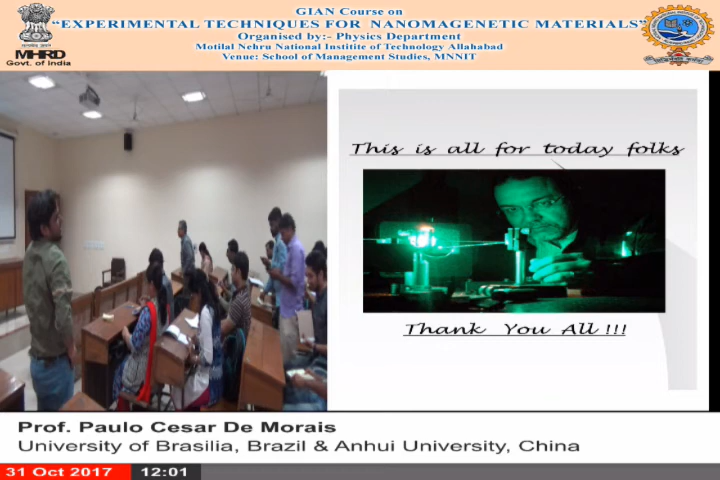 GIAN Course on
"EXPERIMENTAL TECHNIQUES FOR NANOMAGENETIC MATERIALS"
Organised by:- Physics Department
Motilal Nehru National Institite of Technology Allahabad
Venue: School of Management Studies, MNNIT
MHRD
Govt. of India
This is all for today folks
Thank You All !!!
Prof. Paulo Cesar De Morais
University of Brasilia, Brazil & Anhui University, China
31 Oct 2017 12:01